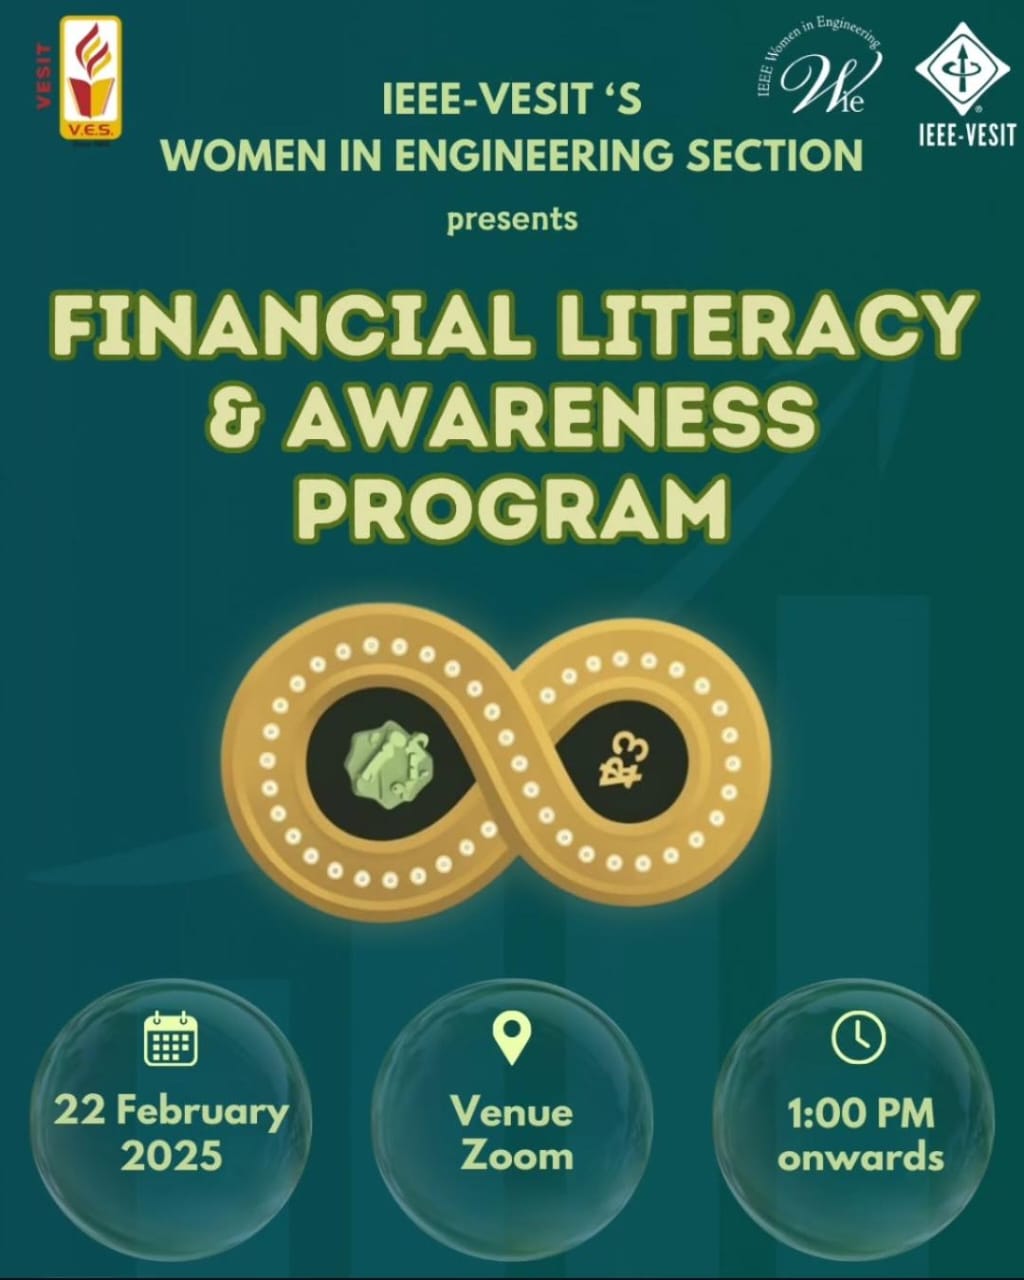 VESIT
V.E.S.
IEEE Women in Engineering
Wie
IEEE-VESIT
IEEE-VESIT ‘S
WOMEN IN ENGINEERING SECTION
presents
FINANCIAL LITERACY
& AWARENESS
PROGRAM
22 February
2025
Venue
Zoom
1:00 PM
onwards